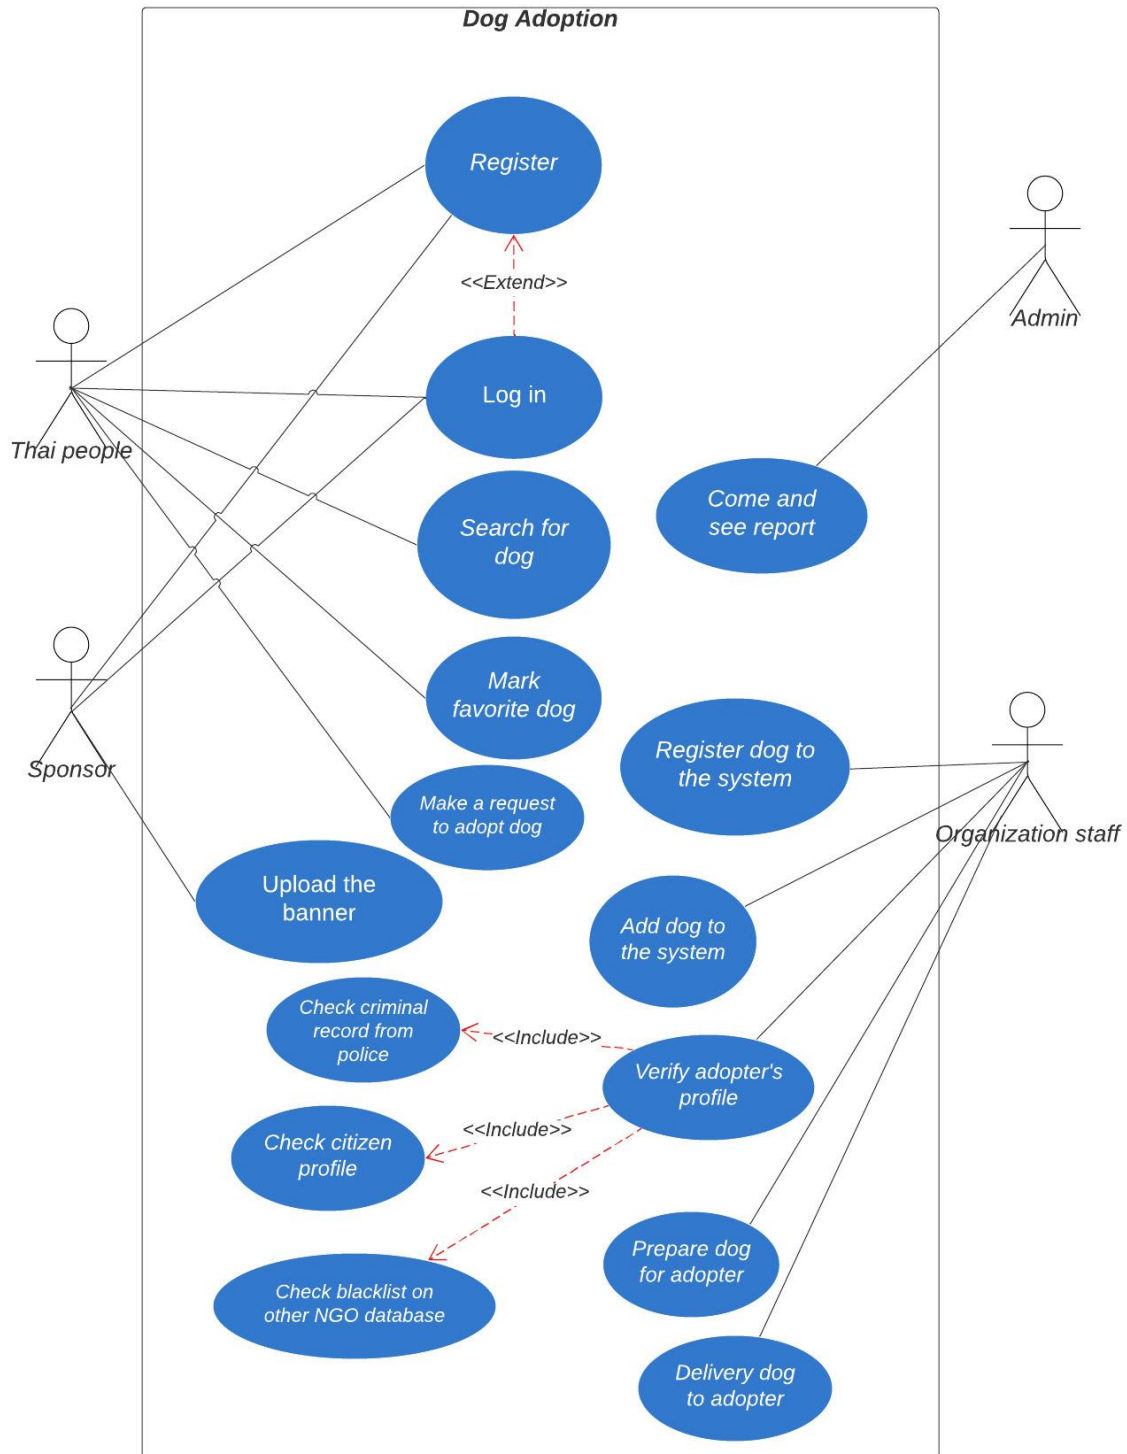 Dog Adoption
Register
<<Extend>>
Admin
Log in
Thai people
Come and
see report
Search for
dog
Mark
favorite dog
Sponsor
Register dog to
the system
Make a request
to adopt dog
Organization staff
Upload the
banner
Add dog to
the system
Check criminal
record from
police
<<Include>>
Verify adopter's
profile
Check citizen
profile
<<Include>>
<<Include>>
Prepare dog
for adopter
Check blacklist on
other NGO database
Delivery dog
to adopter